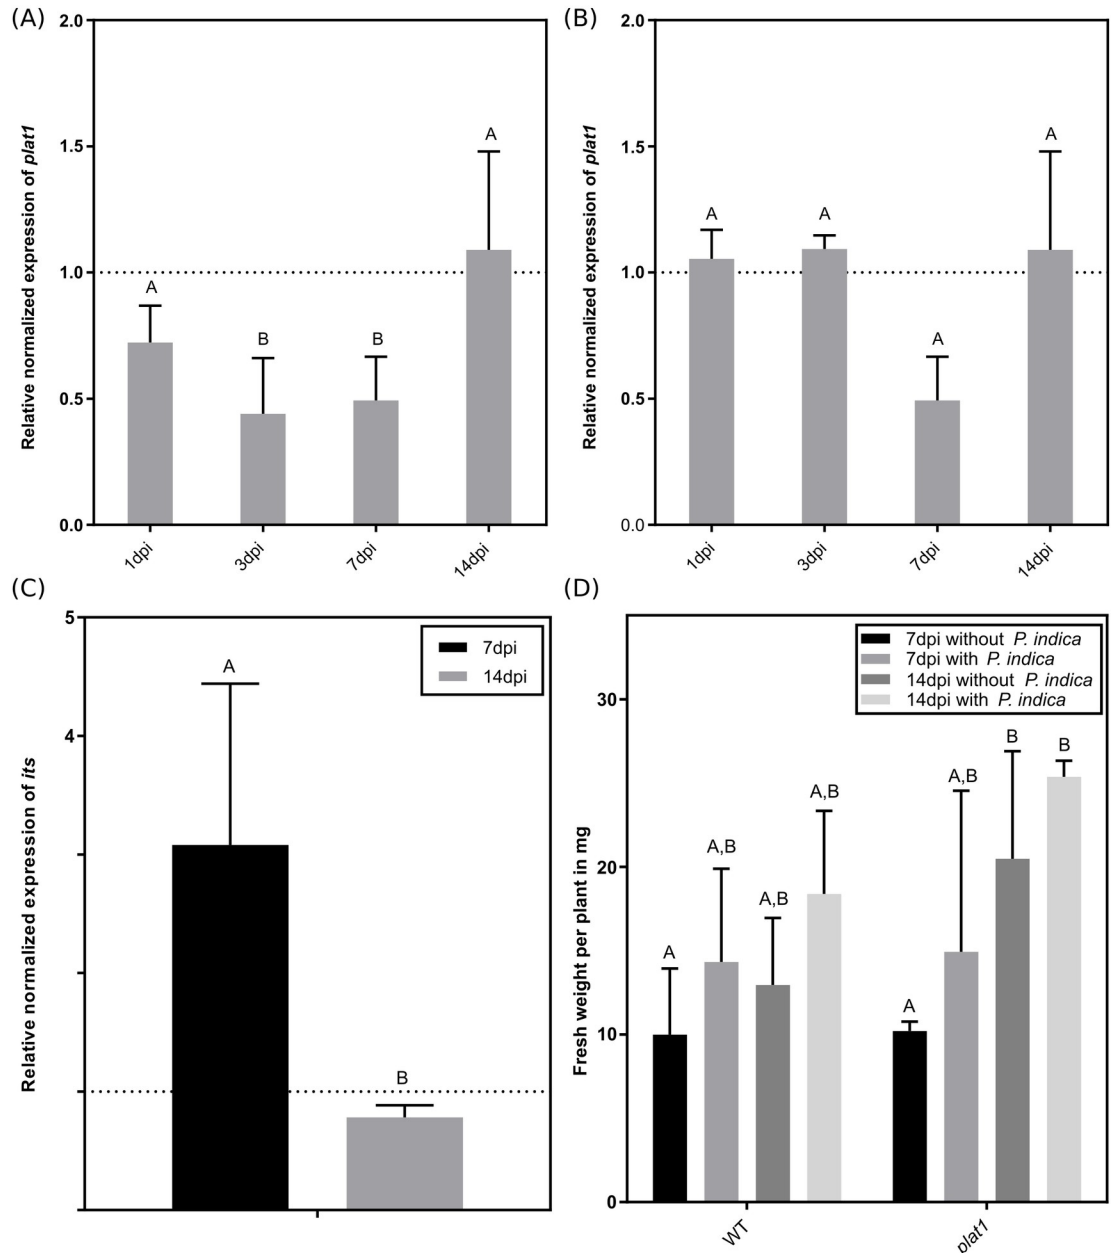 (A)
Relative normalized expression of plat1
2.0
1.5
1.0
0.5
0.0
A
B
B
A
1dpi
3dpi
7dpi
14dpi
(B)
Relative normalized expression of plat1
2.0
1.5
1.0
0.5
0.0
A
A
A
A
1dpi
3dpi
7dpi
14dpi
(C)
Relative normalized expression of its
5
4
A
B
7dpi
14dpi
(D)
Fresh weight per plant in mg
30
20
10
0
7dpi without P. indica
7dpi with P. indica
14dpi without P. indica
14dpi with P. indica
A
A,B
A,B
A,B
A
A,B
B
B
WT
plat1